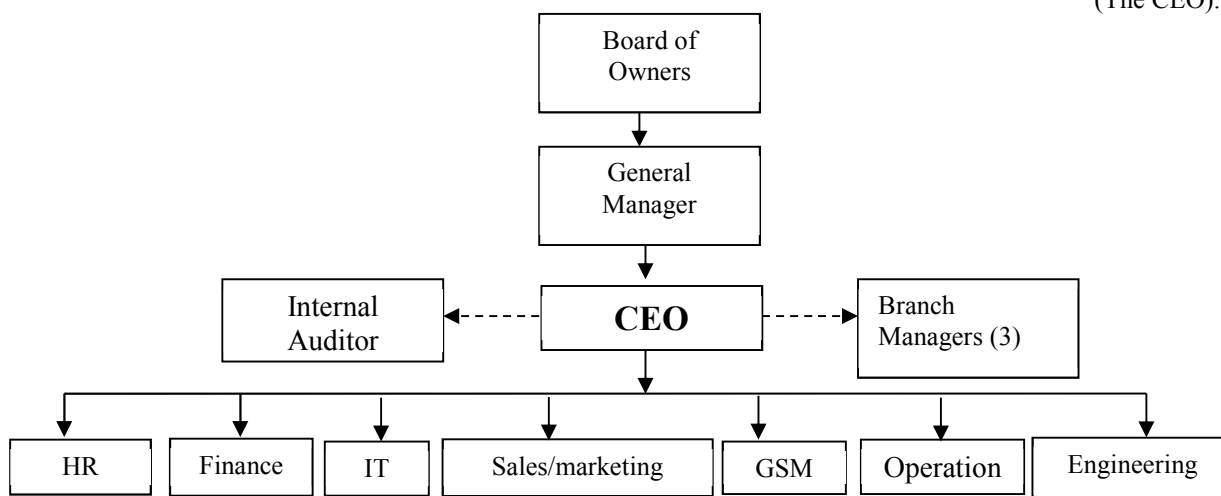 (The CEO).
Board of
Owners
General
Manager
Internal
Auditor
CEO
Branch
Managers (3)
HR
Finance
IT
Sales/marketing
GSM
Operation
Engineering